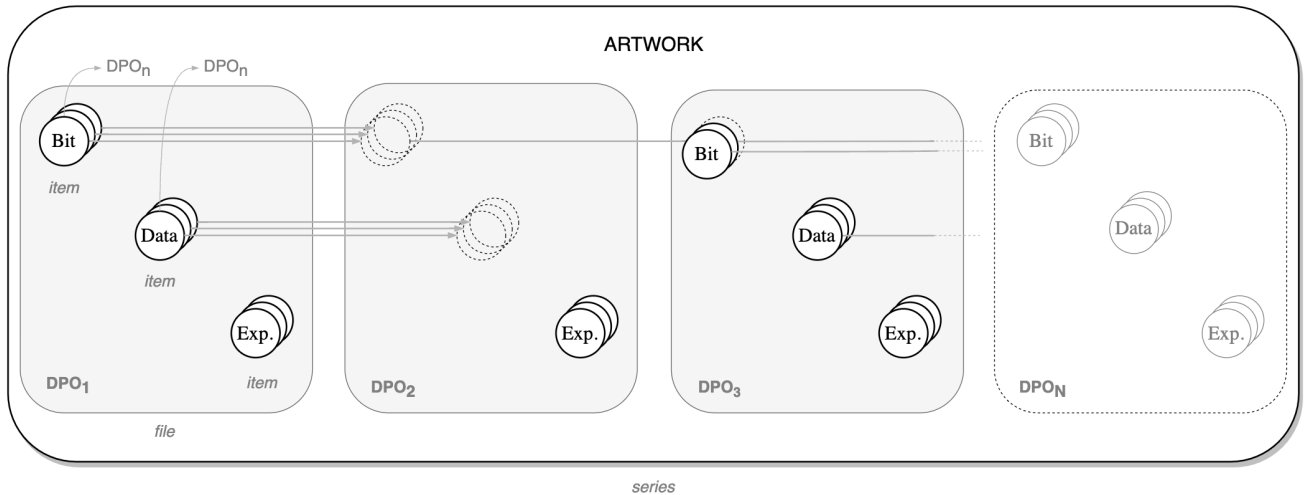 ARTWORK
DPOn DPOn
Bit Bit Bit
item
Data Data Data
item
Exp. Exp. Exp. Exp.
DPO1 item DPO2 DPO3 DPON
file
series